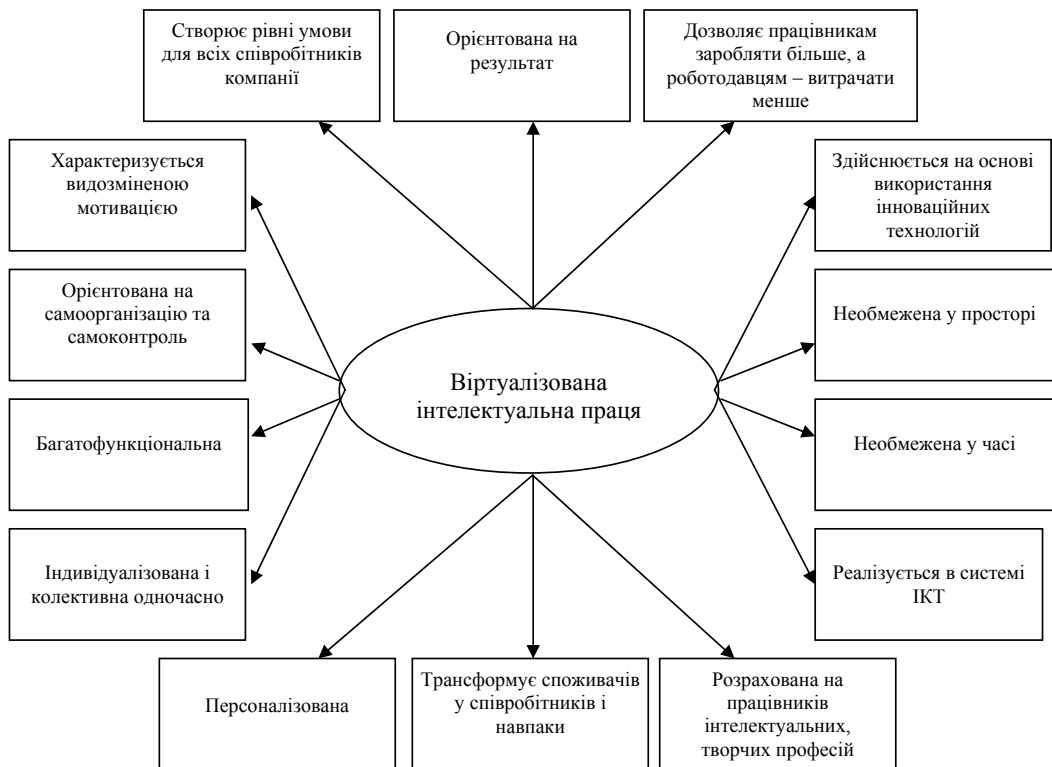 Створює рівні умови
для всіх співробітників
компанії
Орієнтована на
результат
Дозволяє працівникам
заробляти більше, а
роботодавцям – витрачати
менше
Характеризується
видозміненою
мотивацією
Здійснюється на основі
використання
інноваційних
технологій
Орієнтована на
самоорганізацію та
самоконтроль
Необмежена у просторі
Віртуалізована
інтелектуальна праця
Багатофункціональна
Необмежена у часі
Індивідуалізована і
колективна одночасно
Реалізується в системі
ІКТ
Персоналізована
Трансформує споживачів
у співробітників і
навпаки
Розрахована на
працівників
інтелектуальних,
творчих професій